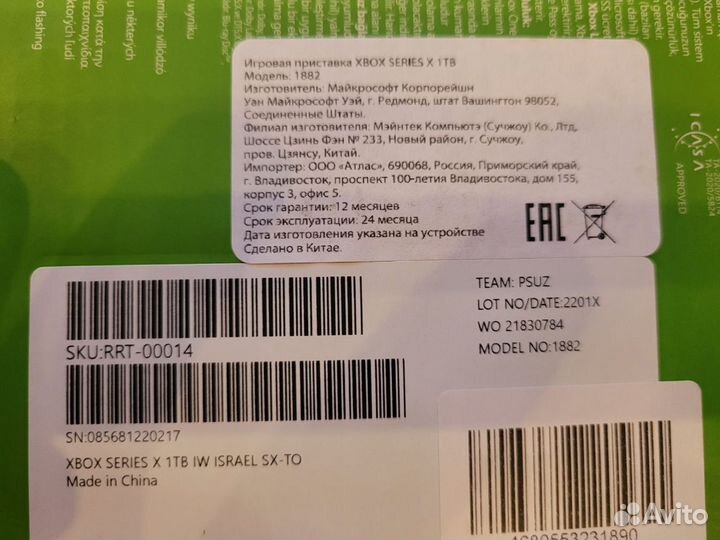 Игровая приставка XBOX SERIES X 1TB
Модель: 1882
Изготовитель: Майкрософт Корпорейшн
Уан Майкрософт Уэй, г. Редмонд, штат Вашингтон 98052,
Соединенные Штаты.
Филиал изготовителя: Мэйнтек Компьютэ (Сучжоу) Ко., Лтд,
Шоссе Цзинь Фэн № 233, Новый район, г. Сучжоу,
пров. Цзянсу, Китай.
Импортер: ООО «Атлас», 690068, Россия, Приморский край,
г. Владивосток, проспект 100-летия Владивостока, дом 155,
корпус 3, офис 5.
Срок гарантии: 12 месяцев
Срок эксплуатации: 24 месяца
Дата изготовления указана на устройстве
Сделано в Китае.
EAC
ICASA
APPROVED
TEAM: PSUZ
LOT NO/DATE:2201X
WO 21830784
MODEL NO:1882
SKU:RRT-00014
SN:085681220217
XBOX SERIES X 1TB IW ISRAEL SX-TO
Made in China
Avito